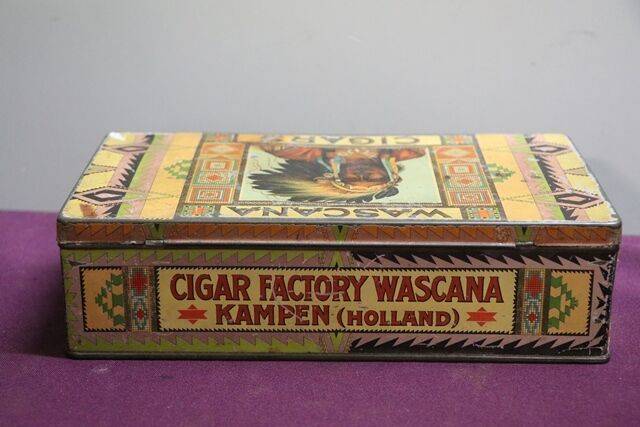 CIGARS
WASCANA
CIGAR FACTORY WASCANA
KAMPEN (HOLLAND)